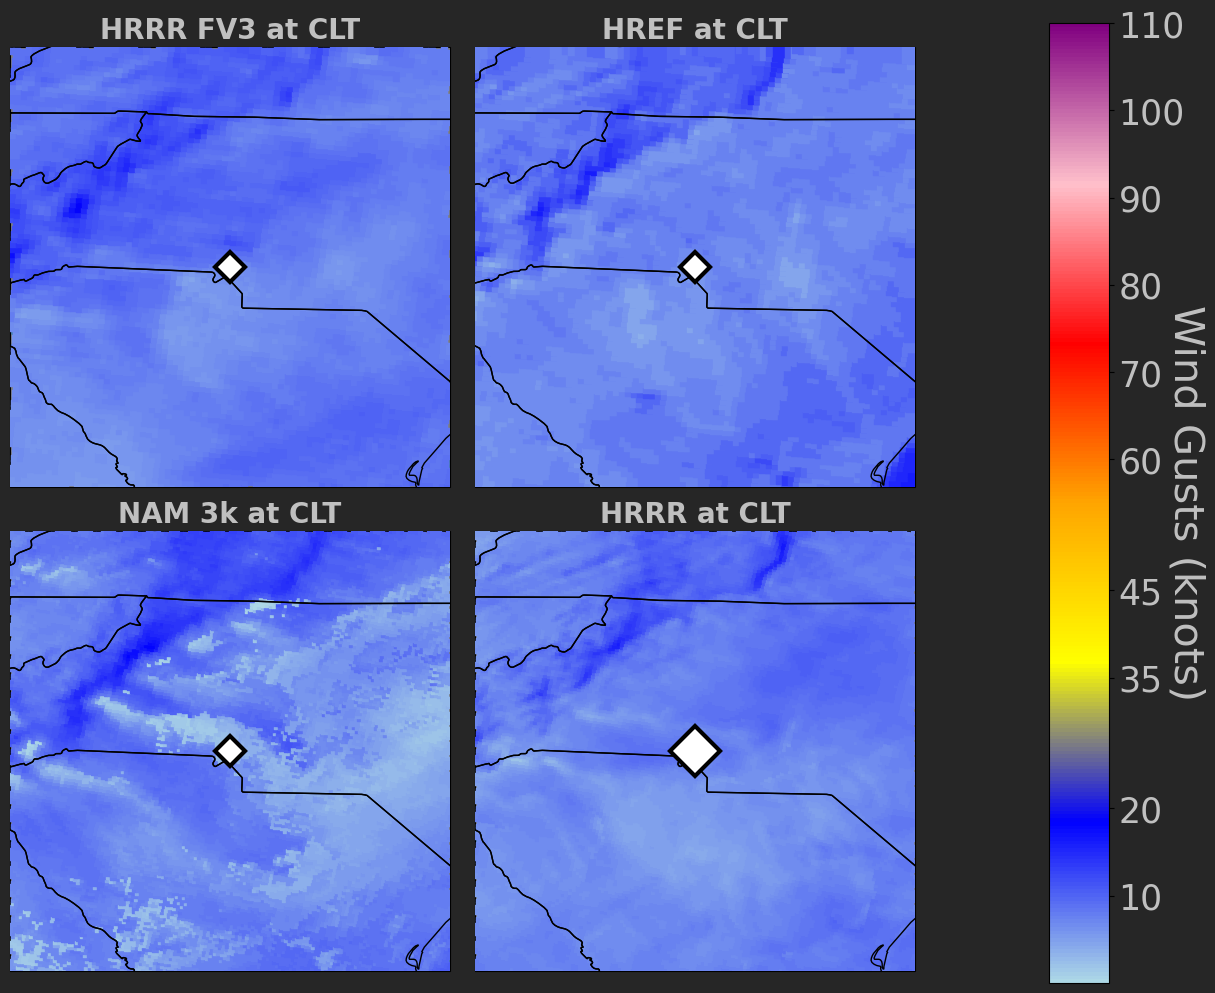 HRRR FV3 at CLT
HREF at CLT
NAM 3k at CLT
HRRR at CLT
110
100
90
80
70
60
45
35
20
10
Wind Gusts (knots)